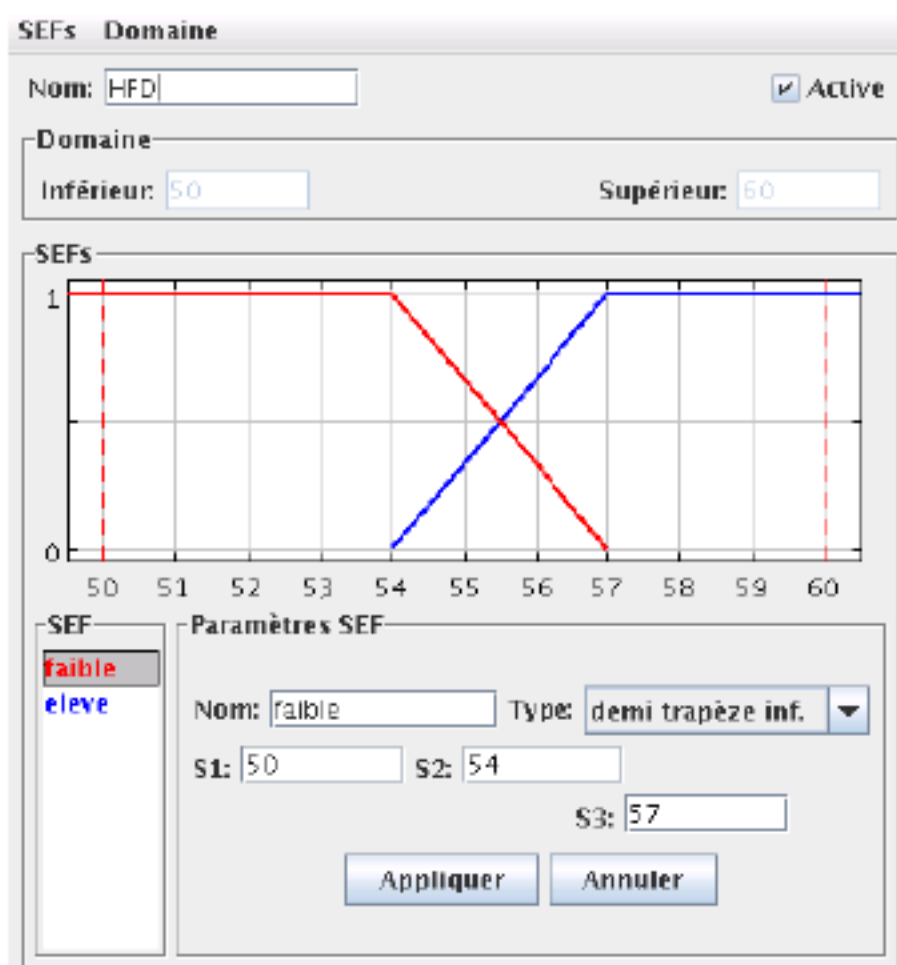 SEFs Domaine
Nom: HFD Active
Domaine
Inférieur: 50 Supérieur: 60
SEFs
1
0
50 51 52 53 54 55 56 57 58 59 60
SEF
faible
eleve
Paramètres SEF
Nom: faible Type: demi trapèze inf.
S1: 50 S2: 54
S3: 57
Appliquer Annuler